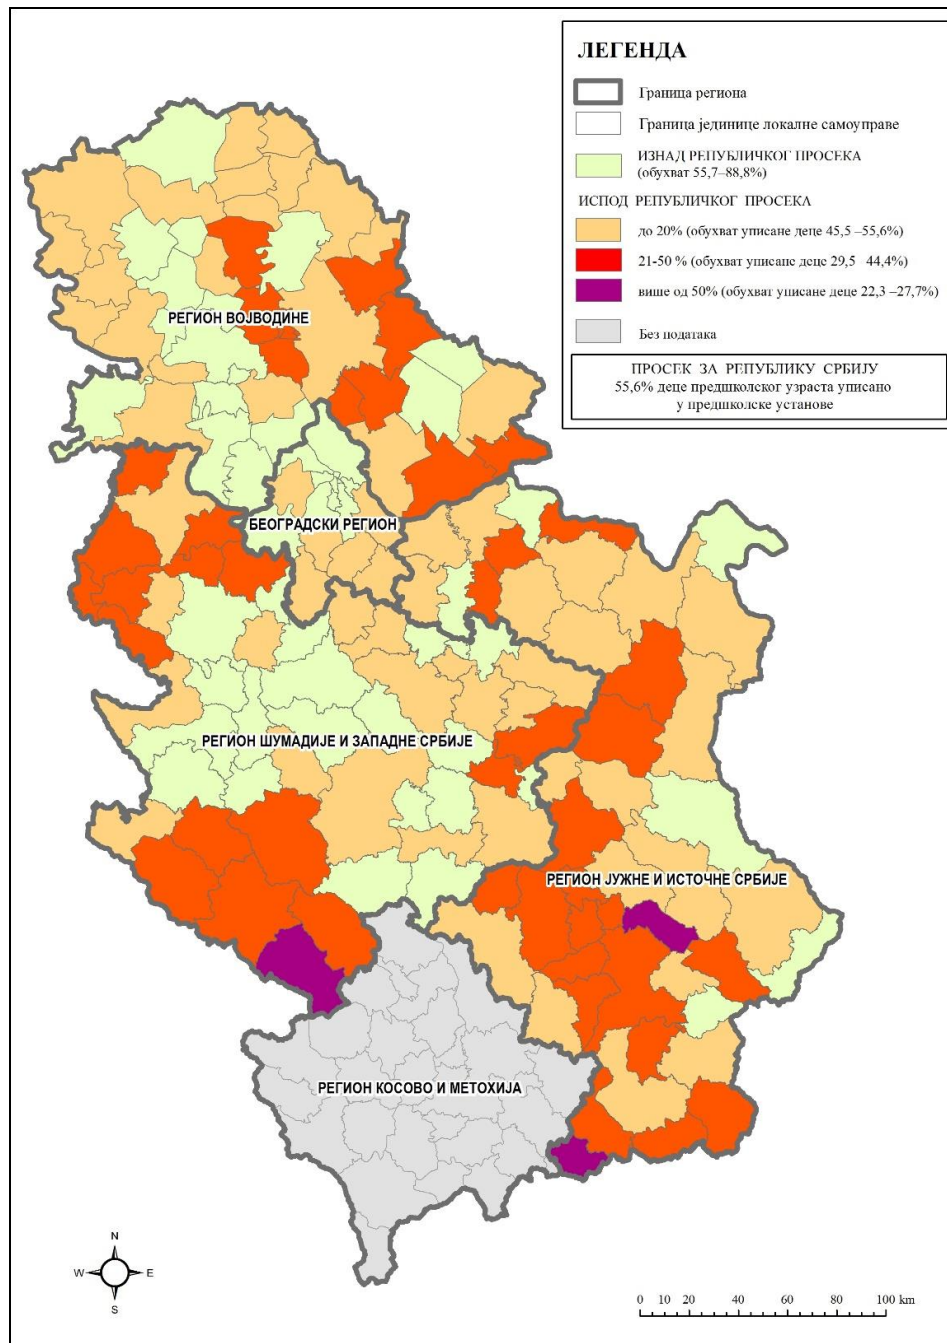 ЛЕГЕНДА
Граница региона
Граница јединице локалне самоуправе
ИЗНАД РЕПУБЛИЧКОГ ПРОСЕКА
(обухват 55,7–88,8%)
ИСПОД РЕПУБЛИЧКОГ ПРОСЕКА
до 20% (обухват уписане деце 45,5 –55,6%)
21-50 % (обухват уписане деце 29,5 –44,4%)
више од 50% (обухват уписане деце 22,3 –27,7%)
Без података
ПРОСЕК ЗА РЕПУБЛИКУ СРБИЈУ
55,6% деце предшколског узраста уписано
у предшколске установе
РЕГИОН ВОЈВОДИНЕ
БЕОГРАДСКИ РЕГИОН
РЕГИОН ШУМАДИЈЕ И ЗАПАДНЕ СРБИЈЕ
РЕГИОН ЈУЖНЕ И ИСТОЧНЕ СРБИЈЕ
РЕГИОН КОСОВО И МЕТОХИЈА
N
W E
S
0 10 20 40 60 80 100 km